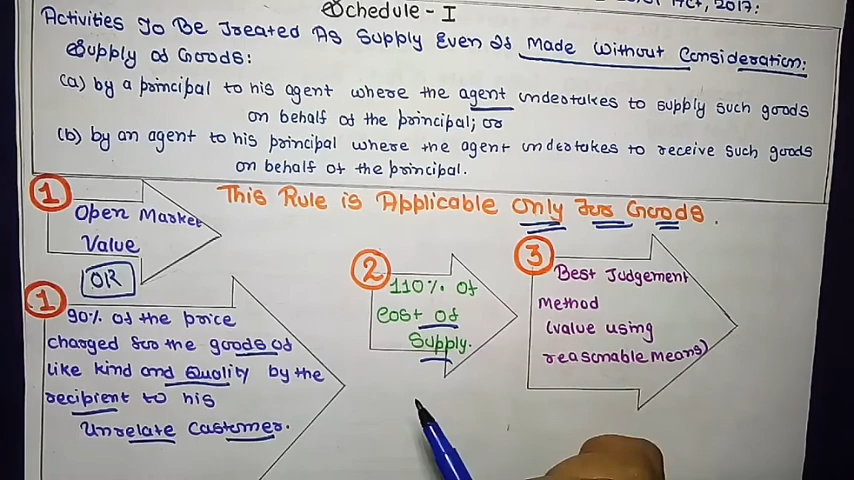 Act, 2017:
Schedule - I
Activities To Be Treated As Supply Even If Made Without Consideration:
Supply of Goods:
(a) by a principal to his agent where the agent undertakes to supply such goods
on behalf of the principal; or
(b) by an agent to his principal where the agent undertakes to receive such goods
on behalf of the principal.
This Rule is Applicable Only for Goods.
1
Open Market
Value
OR
1
90% of the price
charged for the goods of
like kind and Quality by the
recipient to his
Unrelate Customer.
2
110% of
Cost of
Supply.
3
Best Judgement
Method
(value using
reasonable Means)